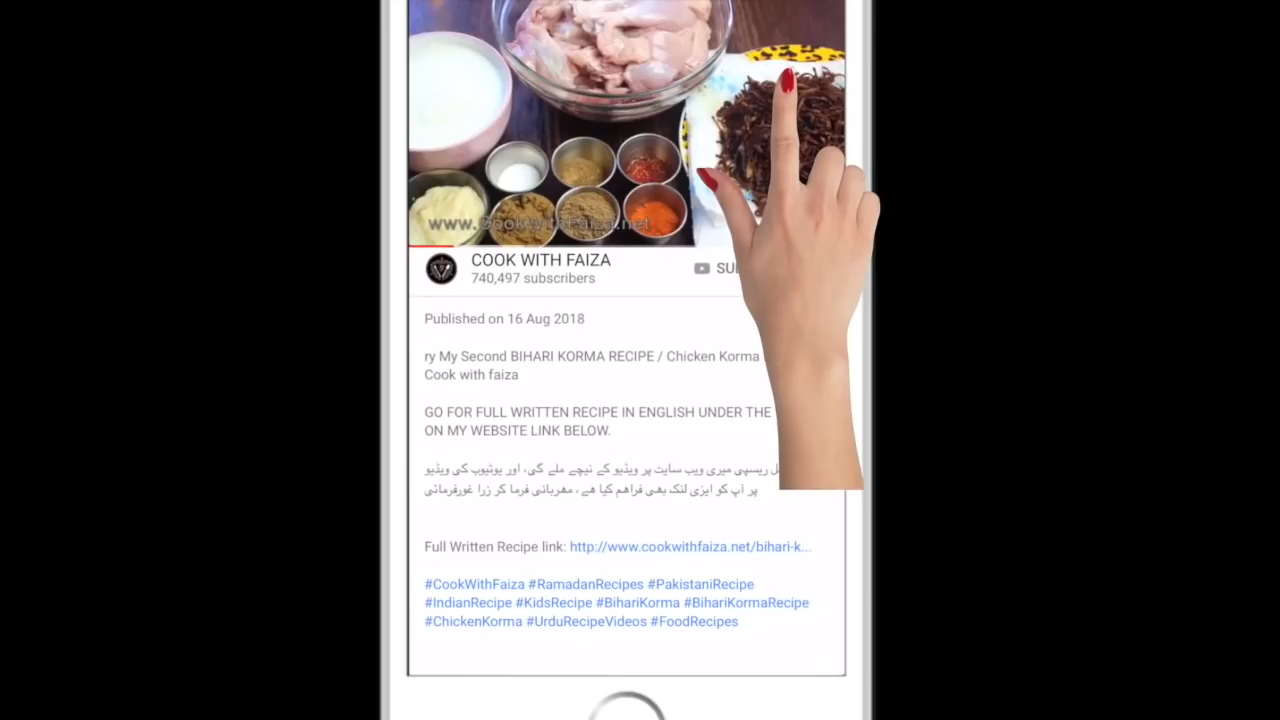 www.CookWithFaiza.net
COOK WITH FAIZA
740,497 subscribers
Published on 16 Aug 2018
ry My Second BIHARI KORMA RECIPE / Chicken Korma
Cook with faiza
GO FOR FULL WRITTEN RECIPE IN ENGLISH UNDER THE
ON MY WEBSITE LINK BELOW.
ریسپی میری ویب سایت پر ویڈیو کے نیچے ملے گی، اور یوٹیوب کی ویڈیو
پر آپ کو ایزی لنک بھی فراھم کیا ھے ، مھربانی فرما کر زرا غورفرمائی
Full Written Recipe link: http://www.cookwithfaiza.net/bihari-k...
#CookWithFaiza #RamadanRecipes #PakistaniRecipe
#IndianRecipe #KidsRecipe #BihariKorma #BihariKormaRecipe
#ChickenKorma #UrduRecipeVideos #FoodRecipes